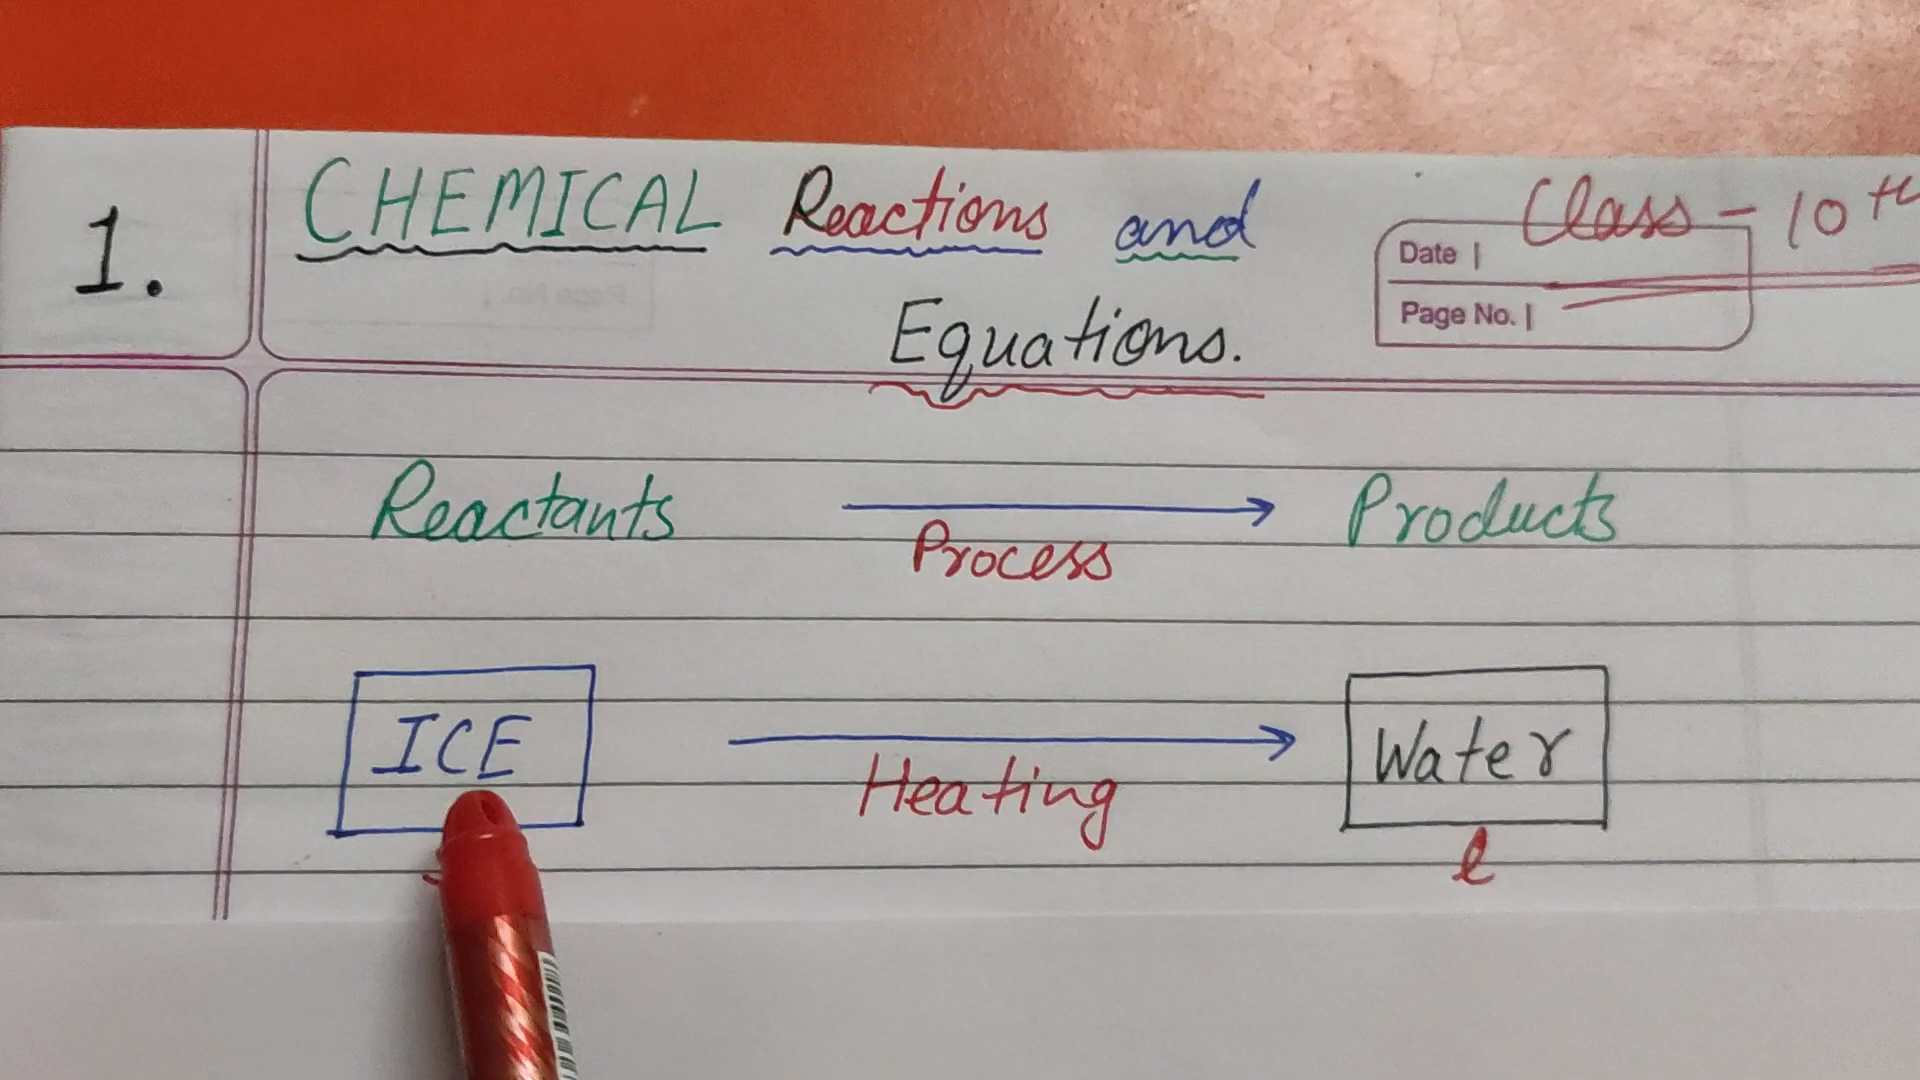 1.
CHEMICAL Reactions and
Equations.
Class - 10th
Date
Page No.
Reactants → Products
Process
ICE → Water
Heating
l